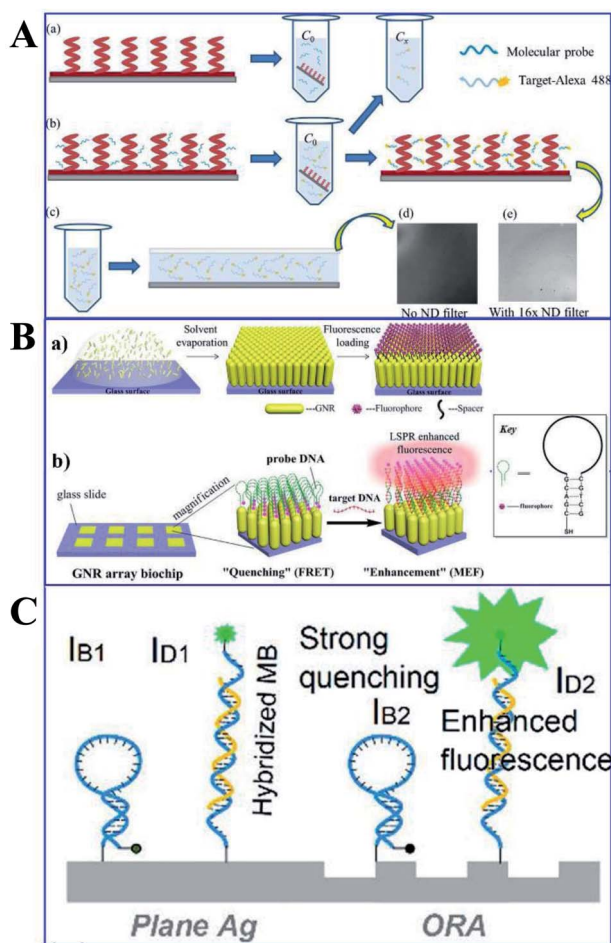 A
(a)
C₀
Cₓ
Molecular probe
Target-Alexa 488
(b)
C₀
(c)
(d)
(e)
No ND filter
With 16x ND filter
B
a)
Solvent
evaporation
Fluorescence
loading
Glass surface
Glass surface
Glass surface
---GNR
---Fluorophore
---Spacer
b)
glass slide
magnification
probe DNA
target DNA
LSPR enhanced
fluorescence
GNR array biochip
"Quenching" (FRET)
"Enhancement" (MEF)
Key
---fluorophore
SH
C
IB1
ID1
Hybridized MB
Strong
quenching
IB2
ID2
Enhanced
fluorescence
Plane Ag
ORA